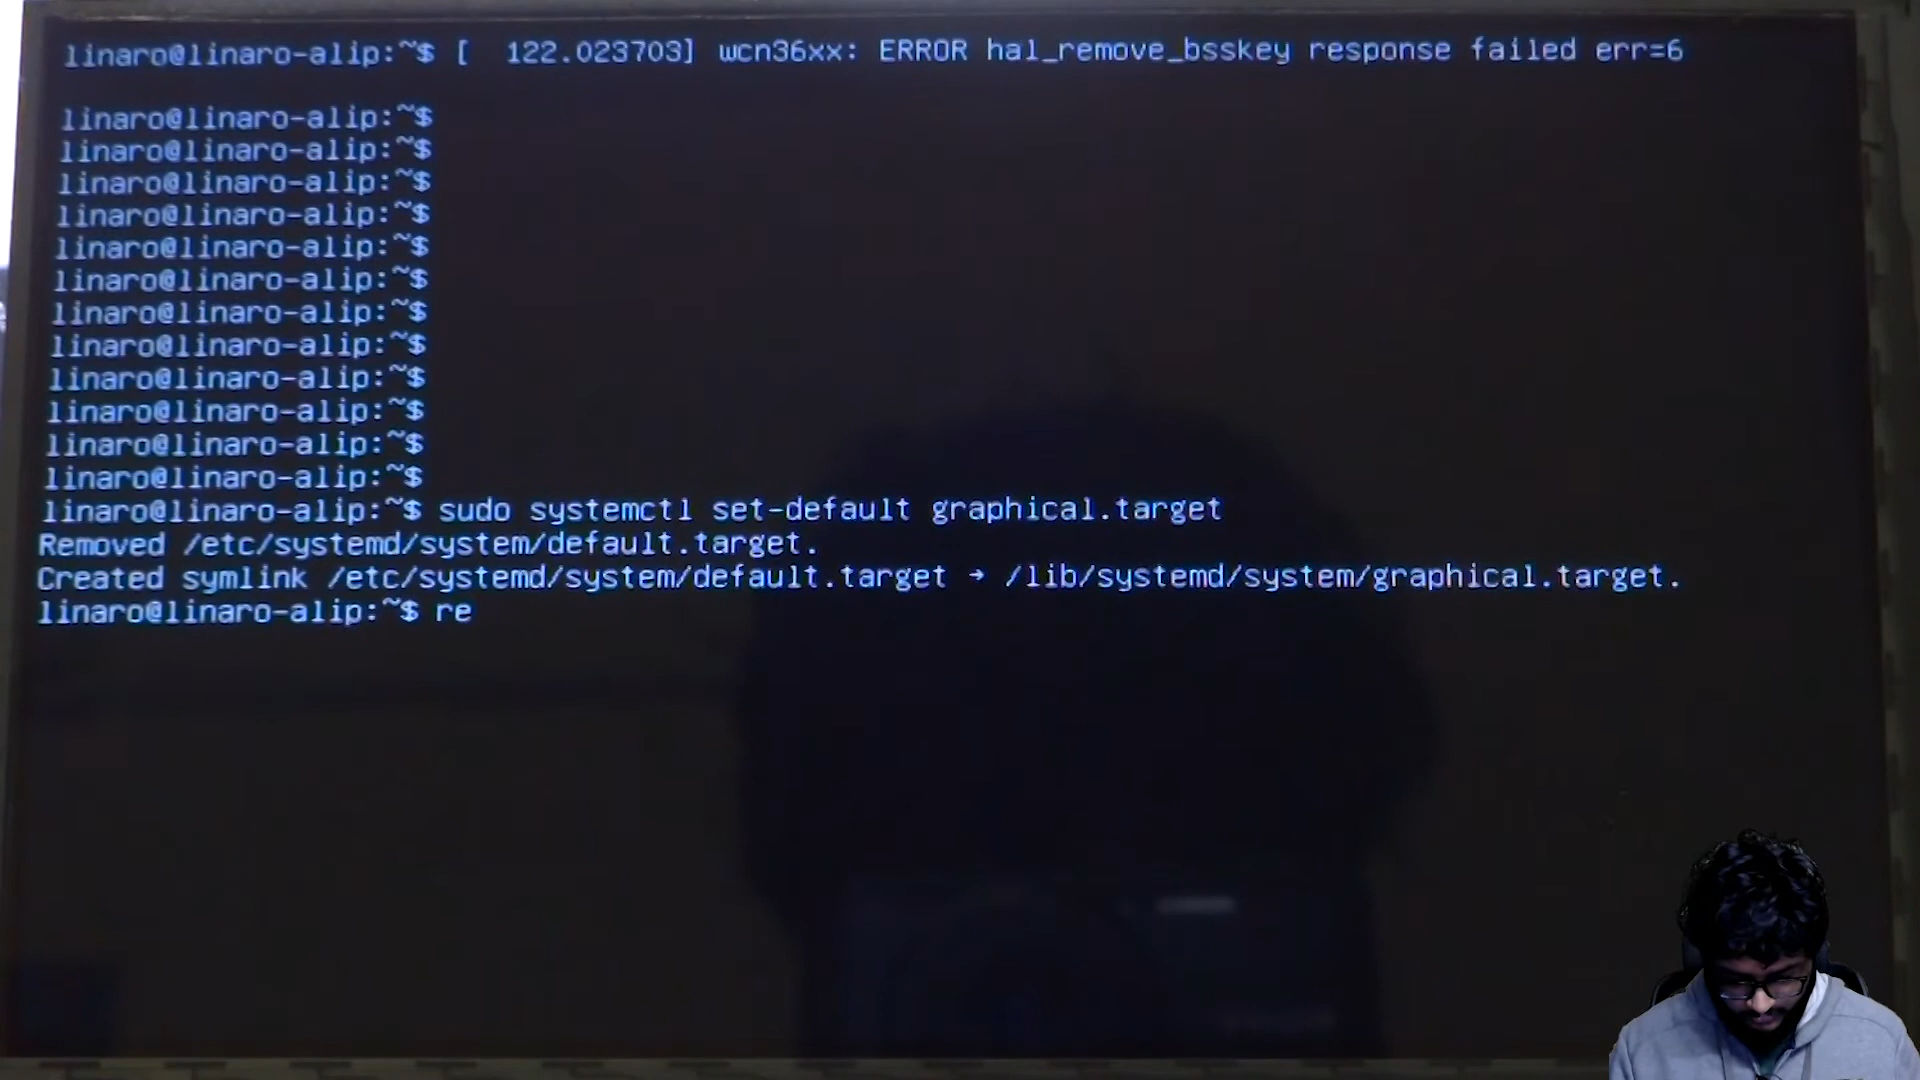 linaro@linaro-alip:~$ [  122.023703] wcn36xx: ERROR hal_remove_bsskey response failed err=6
linaro@linaro-alip:~$
linaro@linaro-alip:~$
linaro@linaro-alip:~$
linaro@linaro-alip:~$
linaro@linaro-alip:~$
linaro@linaro-alip:~$
linaro@linaro-alip:~$
linaro@linaro-alip:~$
linaro@linaro-alip:~$
linaro@linaro-alip:~$
linaro@linaro-alip:~$
linaro@linaro-alip:~$
linaro@linaro-alip:~$ sudo systemctl set-default graphical.target
Removed /etc/systemd/system/default.target.
Created symlink /etc/systemd/system/default.target → /lib/systemd/system/graphical.target.
linaro@linaro-alip:~$ re